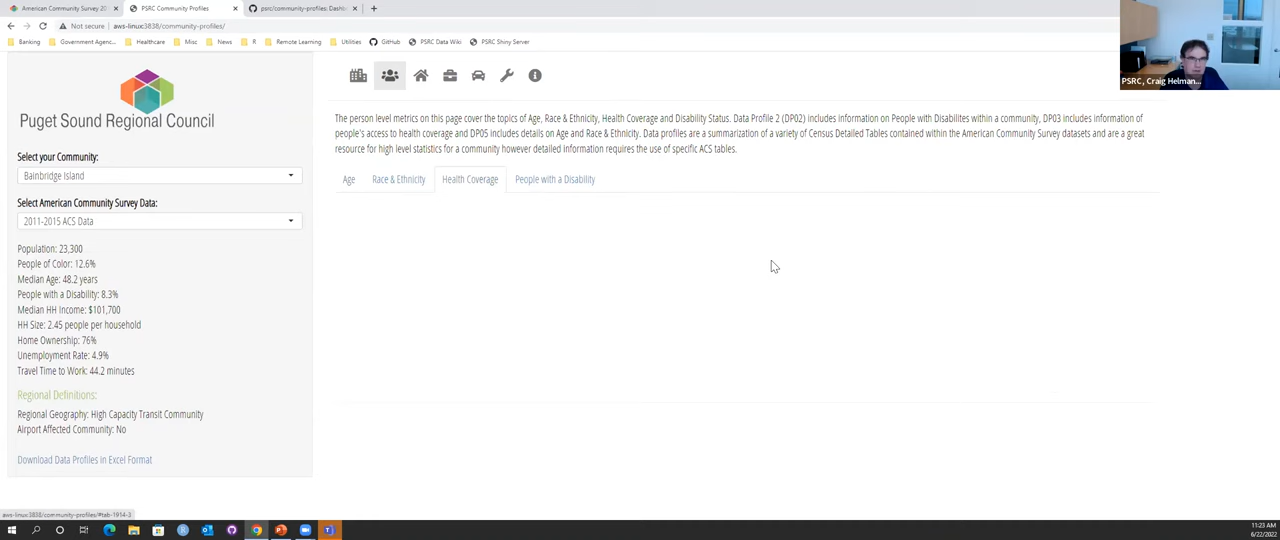 American Community Survey 20
PSRC Community Profiles
psrc/community-profiles: Dashb
Not secure
aws-linux:3838/community-profiles/
Banking
Government Agenc...
Healthcare
Misc
News
R
Remote Learning
Utilities
GitHub
PSRC Data Wiki
PSRC Shiny Server
PSRC, Craig Helman...
Puget Sound Regional Council
Select your Community:
Bainbridge Island
Select American Community Survey Data:
2011-2015 ACS Data
Population: 23,300
People of Color: 12.6%
Median Age: 48.2 years
People with a Disability: 8.3%
Median HH Income: $101,700
HH Size: 2.45 people per household
Home Ownership: 76%
Unemployment Rate: 4.9%
Travel Time to Work: 44.2 minutes
Regional Definitions:
Regional Geography: High Capacity Transit Community
Airport Affected Community: No
Download Data Profiles in Excel Format
The person level metrics on this page cover the topics of Age, Race & Ethnicity, Health Coverage and Disability Status. Data Profile 2 (DP02) includes information on People with Disabilites within a community, DP03 includes information of
people's access to health coverage and DP05 includes details on Age and Race & Ethnicity. Data profiles are a summarization of a variety of Census Detailed Tables contained within the American Community Survey datasets and are a great
resource for high level statistics for a community however detailed information requires the use of specific ACS tables.
Age
Race & Ethnicity
Health Coverage
People with a Disability
aws-linux:3838/community-profiles/#tab-1914-3
11:23 AM
6/22/2022